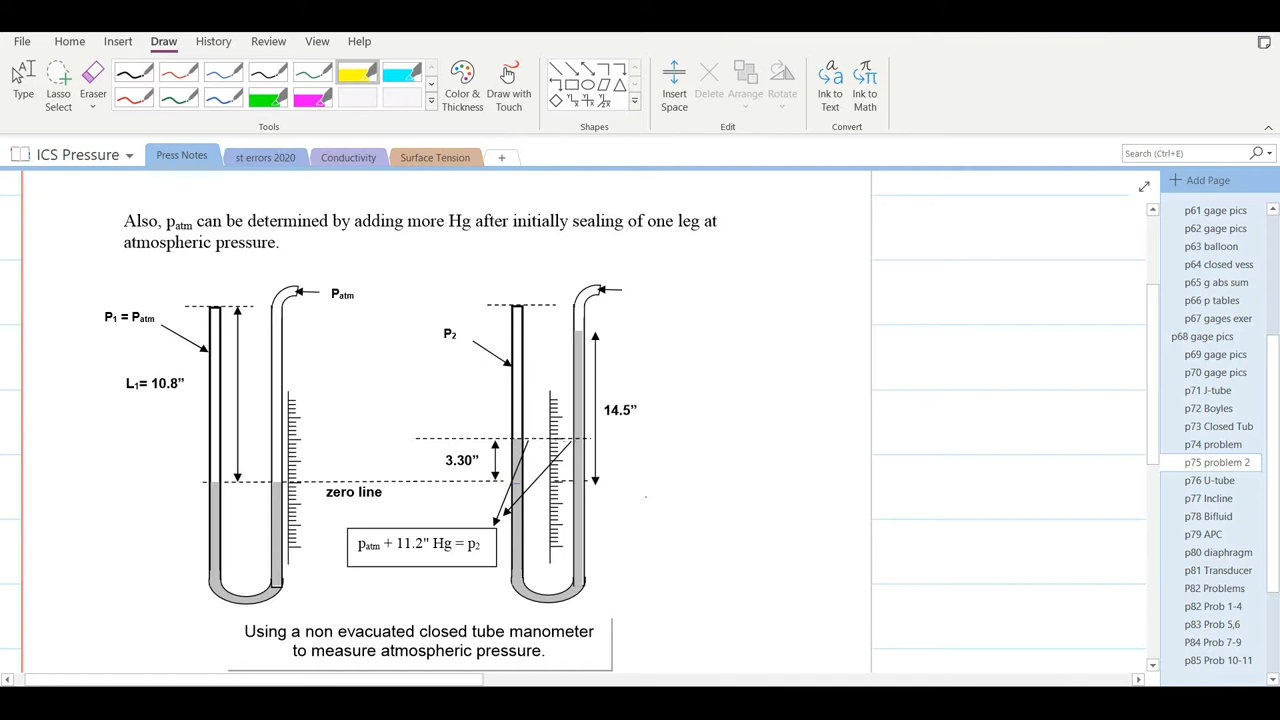 File Home Insert Draw History Review View Help
Type
Lasso Select
Eraser
Color & Thickness
Draw with Touch
Insert Space
Delete
Arrange
Rotate
Ink to Text
Ink to Math
Tools Shapes Edit Convert
ICS Pressure Press Notes st errors 2020 Conductivity Surface Tension + Search (Ctrl+E)
Add Page
p61 gage pics
p62 gage pics
p63 balloon
p64 closed vess
p65 g abs sum
p66 p tables
p67 gages exer
p68 gage pics
p69 gage pics
p70 gage pics
p71 J-tube
p72 Boyles
p73 Closed Tub
p74 problem
p75 problem 2
p76 U-tube
p77 Incline
p78 Bifluid
p79 APC
p80 diaphragm
p81 Transducer
P82 Problems
p82 Prob 1-4
p83 Prob 5,6
P84 Prob 7-9
p85 Prob 10-11
Also, patm can be determined by adding more Hg after initially sealing of one leg at
atmospheric pressure.
Patm
P1 = Patm
L1= 10.8”
zero line
P2
14.5”
3.30”
patm + 11.2" Hg = p2
Using a non evacuated closed tube manometer
to measure atmospheric pressure.